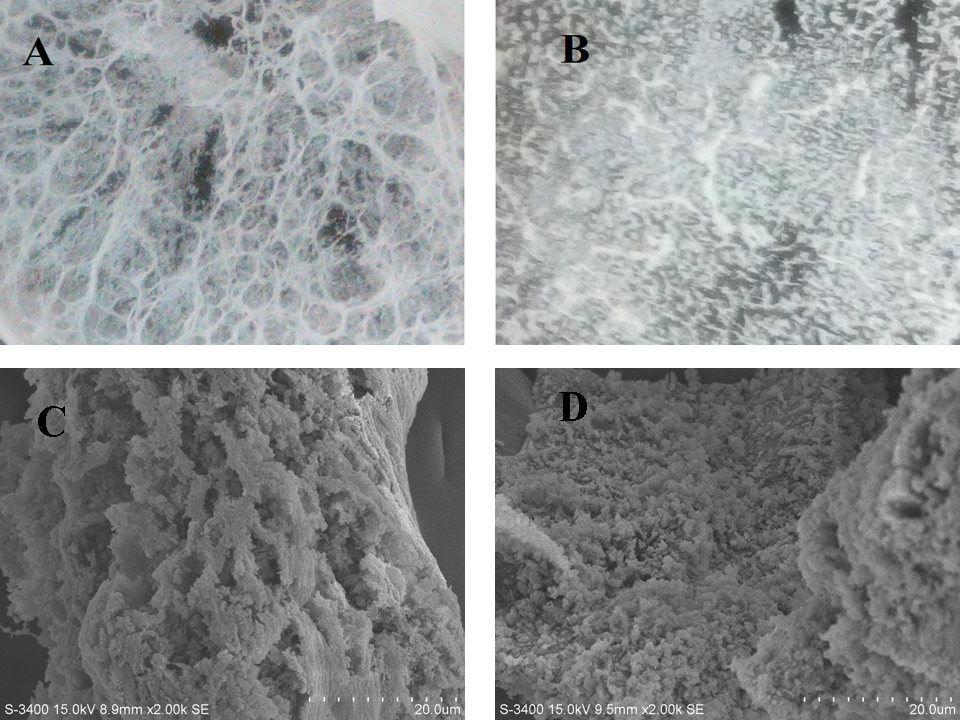 A
B
C
D
S-3400 15.0kV 8.9mm x2.00k SE
20.0um
S-3400 15.0kV 9.5mm x2.00k SE
20.0um